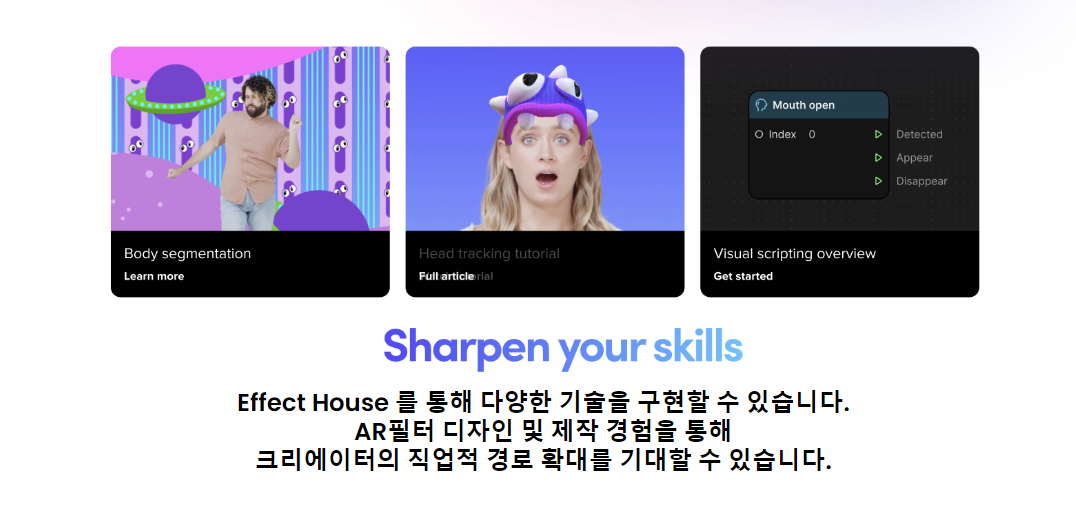 Mouth open
Index 0 Detected
Appear
Disappear
Body segmentation
Learn more
Head tracking tutorial
Full article
Visual scripting overview
Get started
Sharpen your skills
Effect House 를 통해 다양한 기술을 구현할 수 있습니다.
AR필터 디자인 및 제작 경험을 통해
크리에이터의 직업적 경로 확대를 기대할 수 있습니다.